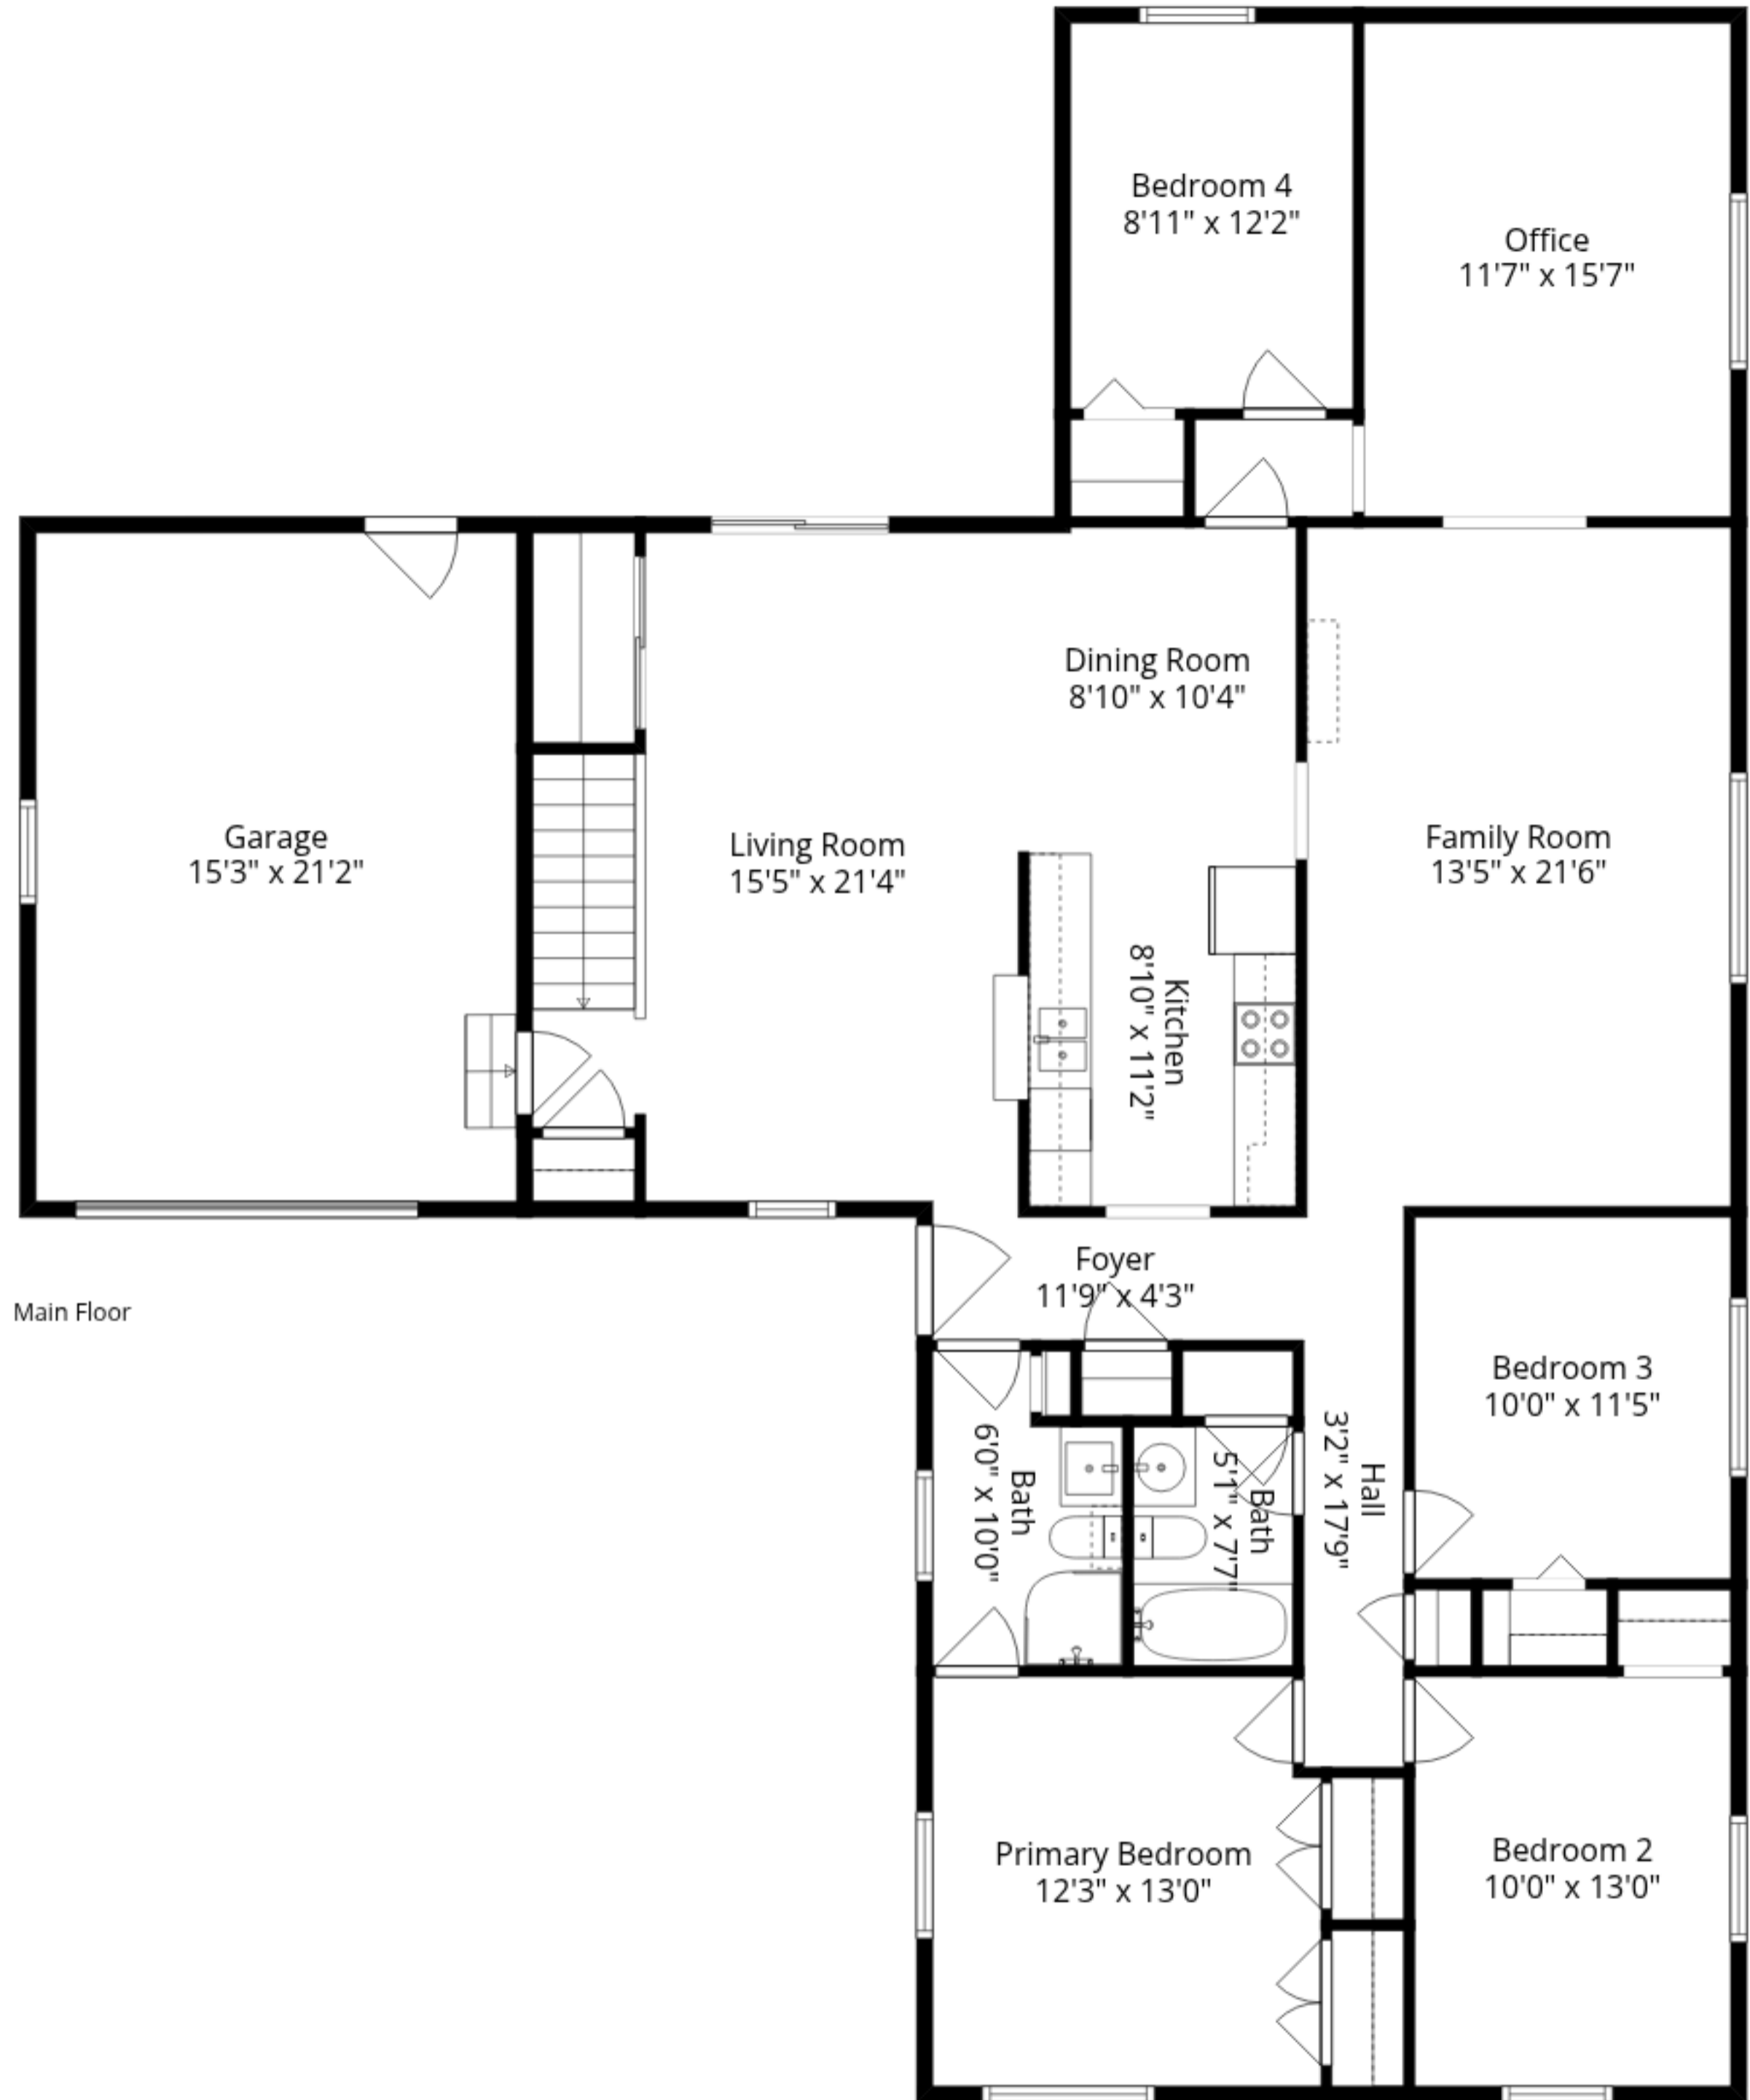 Bedroom 4
8'11" x 12'2"
Office
11'7" x 15'7"
Dining Room
8'10" x 10'4"
Garage
15'3" x 21'2"
Living Room
15'5" x 21'4"
Family Room
13'5" x 21'6"
Kitchen
8'10" x 11'2"
Foyer
11'9" x 4'3"
Main Floor
Bedroom 3
10'0" x 11'5"
Hall
3'2" x 17'9"
Bath
6'0" x 10'0"
Bath
5'1" x 7'7"
Primary Bedroom
12'3" x 13'0"
Bedroom 2
10'0" x 13'0"